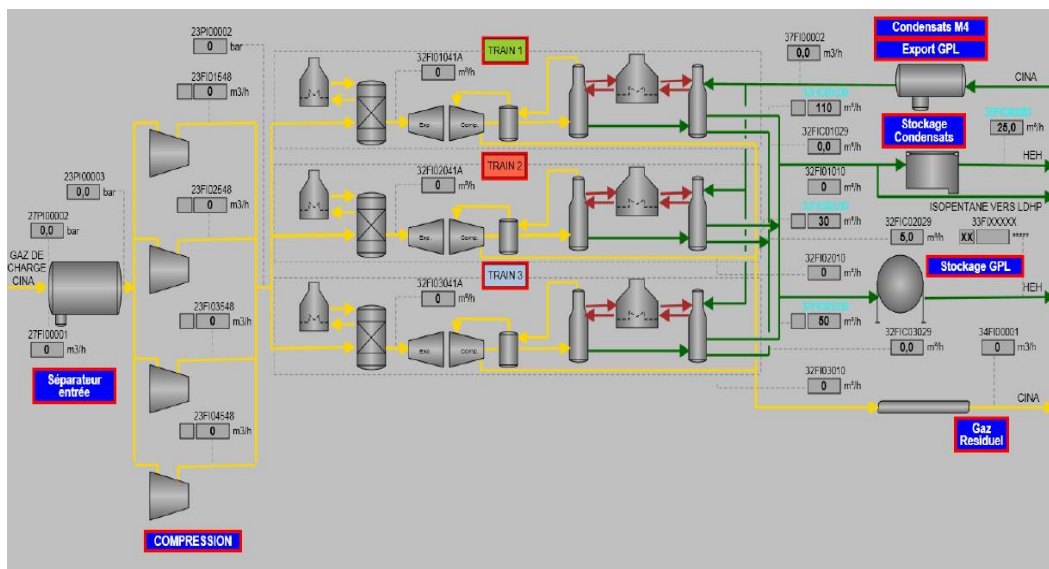 23PI00002
0 bar
23FI01548
0 m3/h
23PI00003
0,0 bar
27PI00002
0,0 bar
GAZ DE
CHARGE
CINA
27FI00001
0 m3/h
Séparateur
entrée
23FI02548
0 m3/h
23FI03548
0 m3/h
23FI04548
0 m3/h
COMPRESSION
TRAIN 1
32FI01041A
0 m³/h
Exp. Comp.
TRAIN 2
32FI02041A
0 m³/h
Exp. Comp.
TRAIN 3
32FI03041A
0 m³/h
Exp. Comp.
37FI00002
0,0 m3/h
110 m³/h
32FIC01029
0,0 m³/h
32FI01010
0 m³/h
30 m³/h
32FIC02029
5,0 m³/h
32FI02010
0 m³/h
50 m³/h
32FIC03029
0,0 m³/h
32FI03010
0 m³/h
Condensats M4
Export GPL
CINA
Stockage
Condensats
25,0 m³/h
HEH
ISOPENTANE VERS LDHP
33FIXXXXX
XX
Stockage GPL
HEH
34FI00001
0 m3/h
CINA
Gaz
Residuel